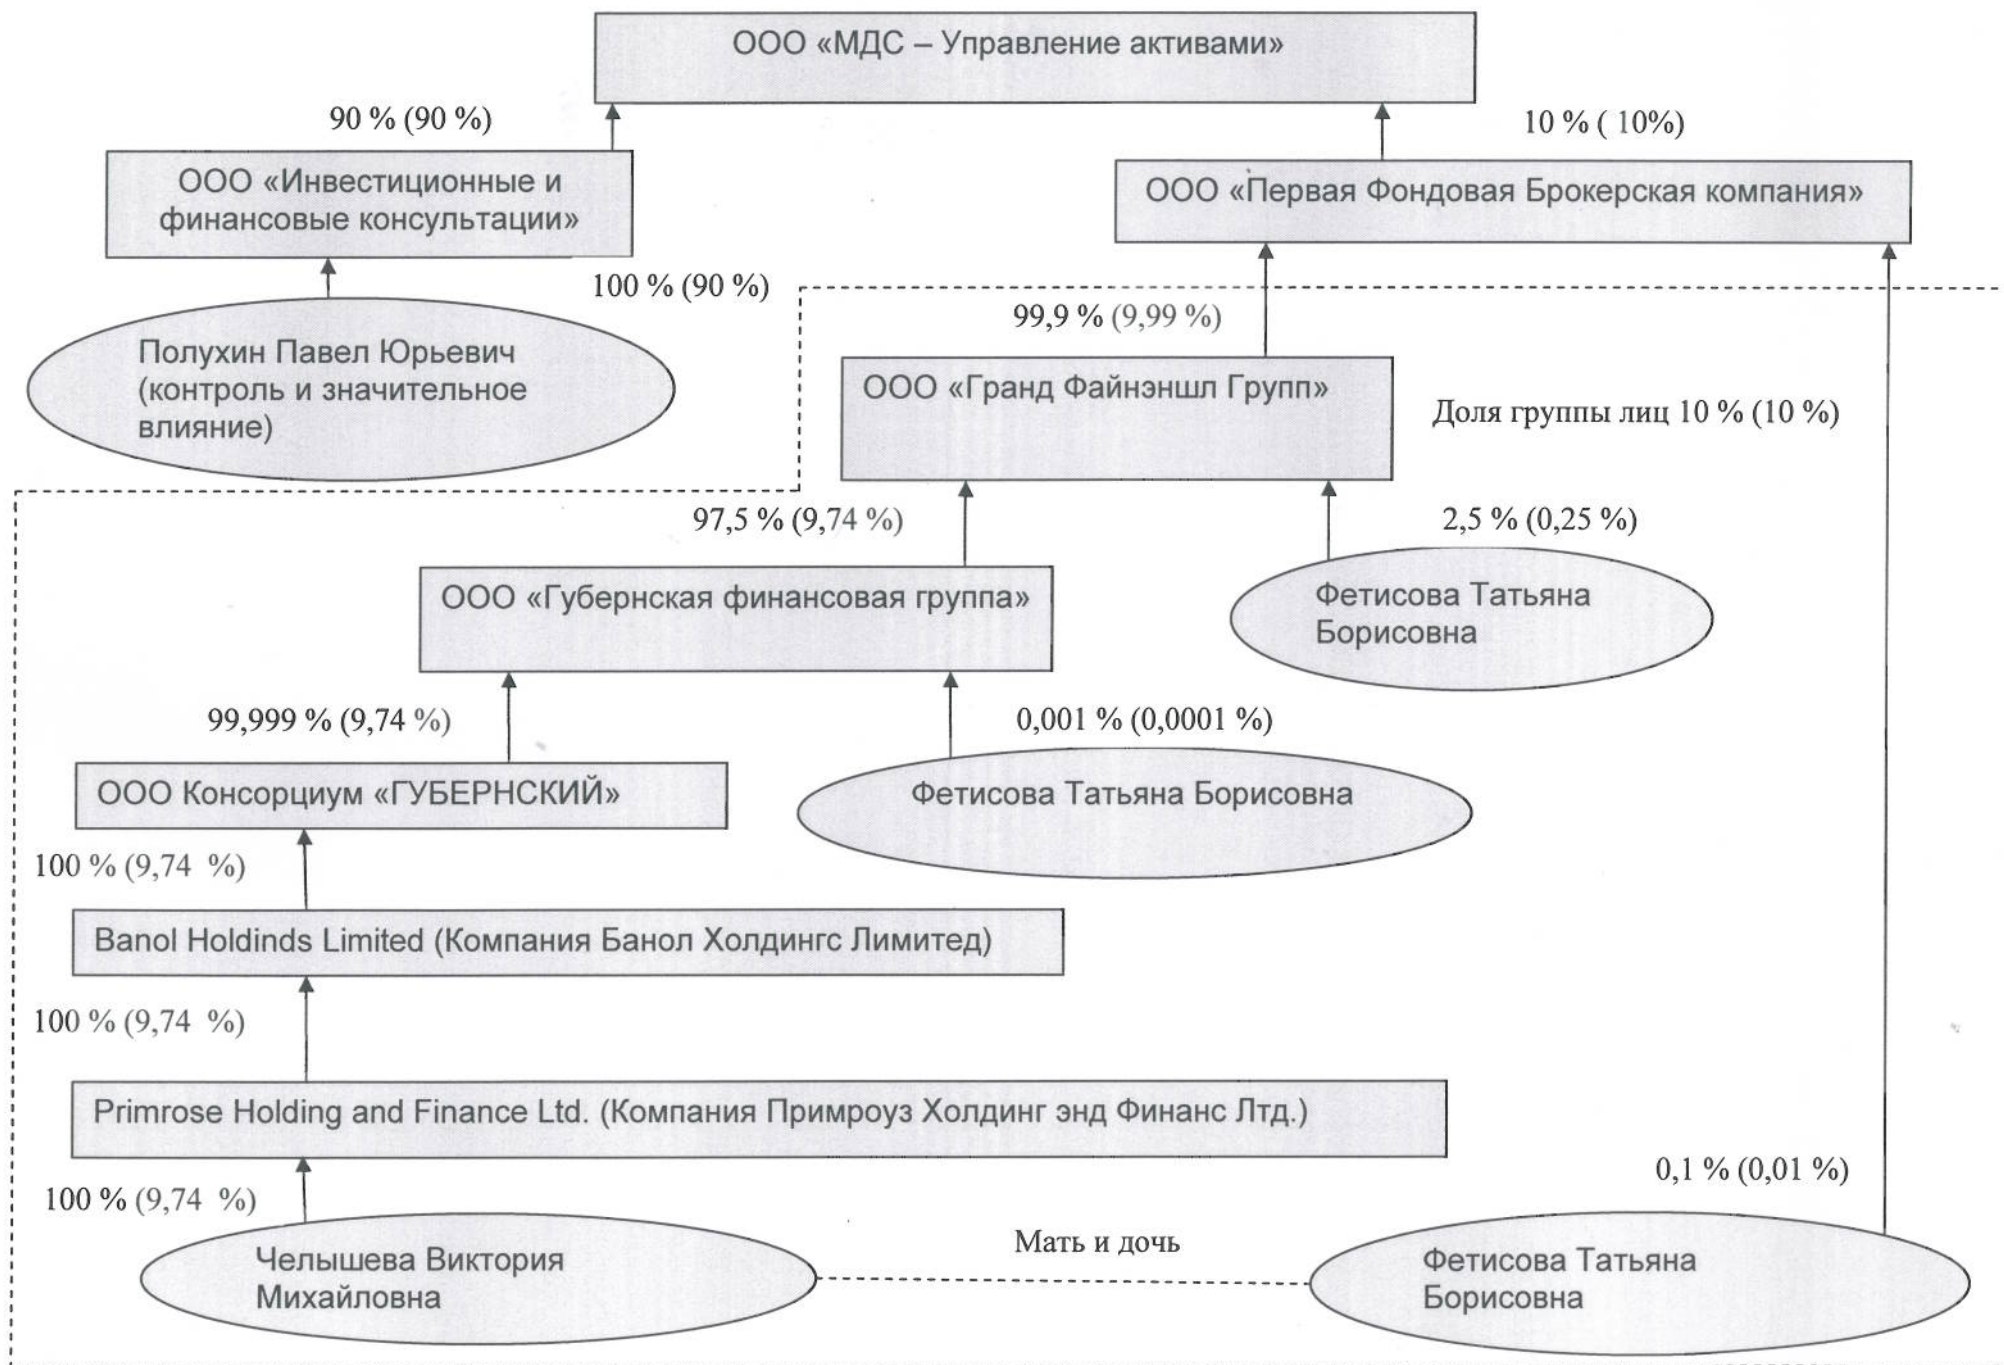 ООО «МДС – Управление активами»
90 % (90 %)
10 % ( 10%)
ООО «Инвестиционные и
финансовые консультации»
ООО «Первая Фондовая Брокерская компания»
100 % (90 %)
99,9 % (9,99 %)
Полухин Павел Юрьевич
(контроль и значительное
влияние)
ООО «Гранд Файнэншл Групп»
Доля группы лиц 10 % (10 %)
97,5 % (9,74 %)
2,5 % (0,25 %)
ООО «Губернская финансовая группа»
Фетисова Татьяна
Борисовна
99,999 % (9,74 %)
0,001 % (0,0001 %)
ООО Консорциум «ГУБЕРНСКИЙ»
Фетисова Татьяна Борисовна
100 % (9,74 %)
Banol Holdinds Limited (Компания Банол Холдингс Лимитед)
100 % (9,74 %)
Primrose Holding and Finance Ltd. (Компания Примроуз Холдинг энд Финанс Лтд.)
100 % (9,74 %)
0,1 % (0,01 %)
Челышева Виктория
Михайловна
Мать и дочь
Фетисова Татьяна
Борисовна